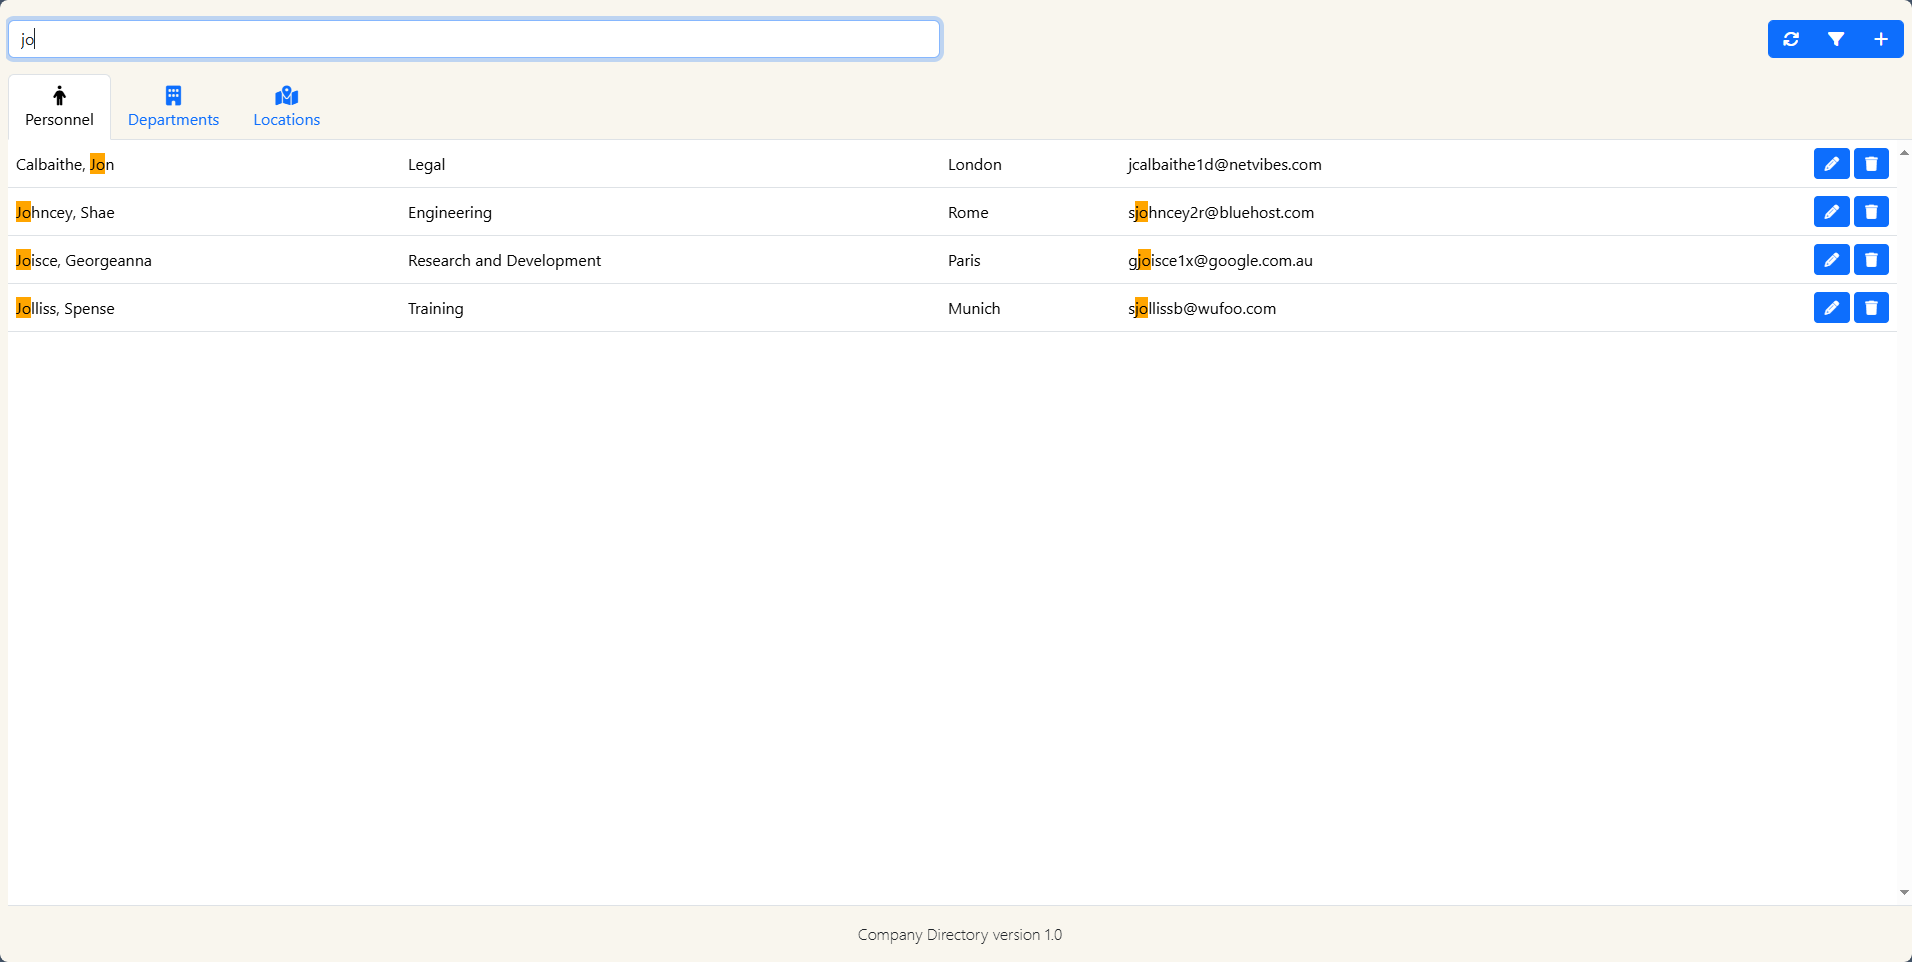 jo
Personnel Departments Locations
Calbaithe, Jon Legal London jcalbaithe1d@netvibes.com
Johncey, Shae Engineering Rome sjohncey2r@bluehost.com
Joisce, Georgeanna Research and Development Paris gjoisce1x@google.com.au
Jolliss, Spense Training Munich sjollissb@wufoo.com
Company Directory version 1.0